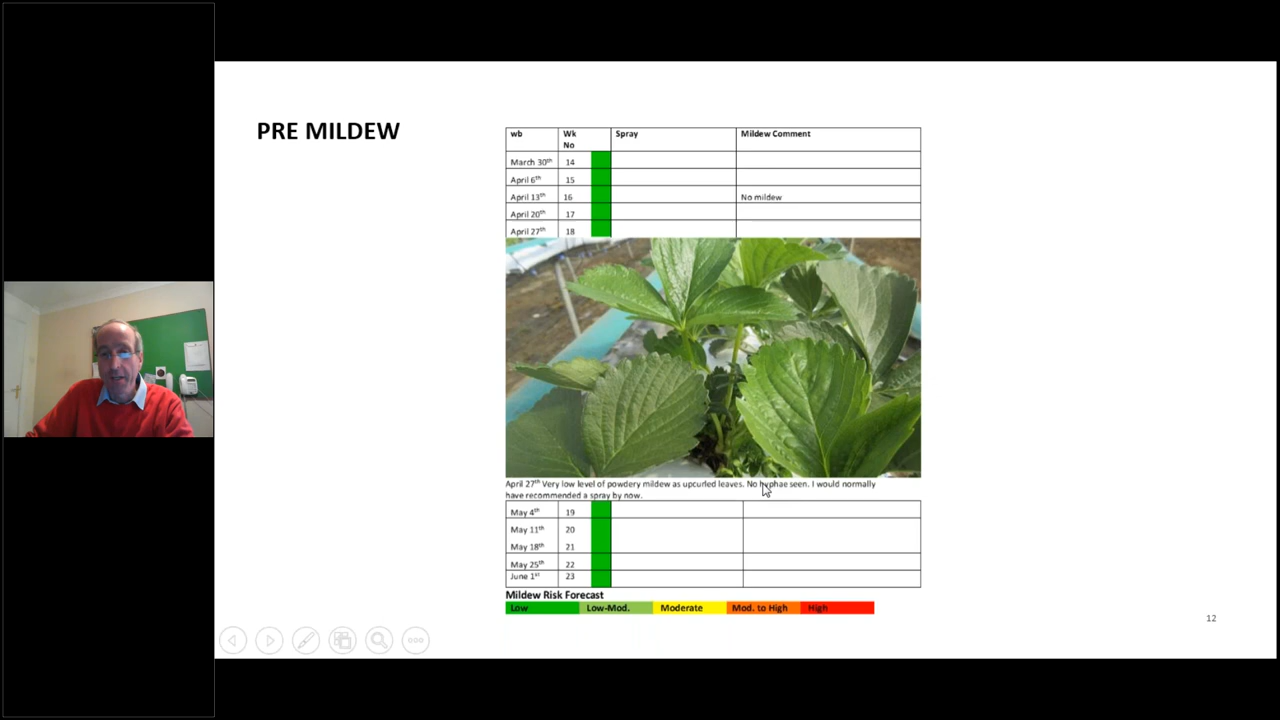 PRE MILDEW
wb Wk No Spray Mildew Comment
March 30th 14
April 6th 15
April 13th 16 No mildew
April 20th 17
April 27th 18
April 27th Very low level of powdery mildew as upcurled leaves. No hyphae seen. I would normally
have recommended a spray by now.
May 4th 19
May 11th 20
May 18th 21
May 25th 22
June 1st 23
Mildew Risk Forecast
Low Low-Mod. Moderate Mod. to High High
12